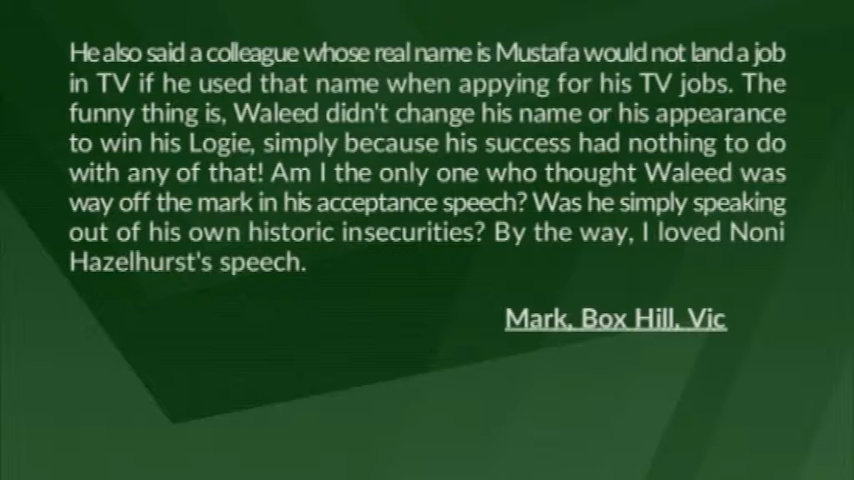 He also said a colleague whose real name is Mustafa would not land a job
in TV if he used that name when appying for his TV jobs. The
funny thing is, Waleed didn't change his name or his appearance
to win his Logie, simply because his success had nothing to do
with any of that! Am I the only one who thought Waleed was
way off the mark in his acceptance speech? Was he simply speaking
out of his own historic insecurities? By the way, I loved Noni
Hazelhurst's speech.
Mark, Box Hill, Vic